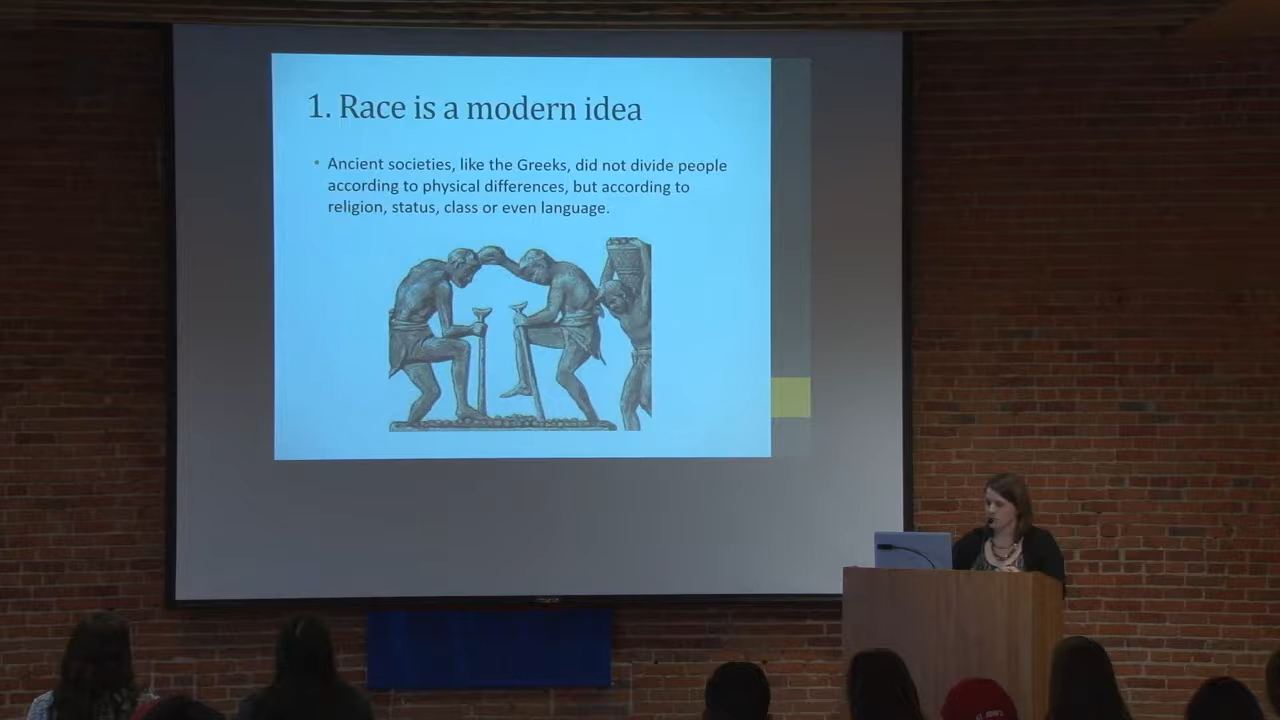 1. Race is a modern idea
• Ancient societies, like the Greeks, did not divide people
according to physical differences, but according to
religion, status, class or even language.